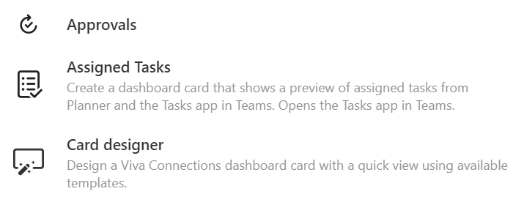 Approvals
Assigned Tasks
Create a dashboard card that shows a preview of assigned tasks from
Planner and the Tasks app in Teams. Opens the Tasks app in Teams.
Card designer
Design a Viva Connections dashboard card with a quick view using available
templates.